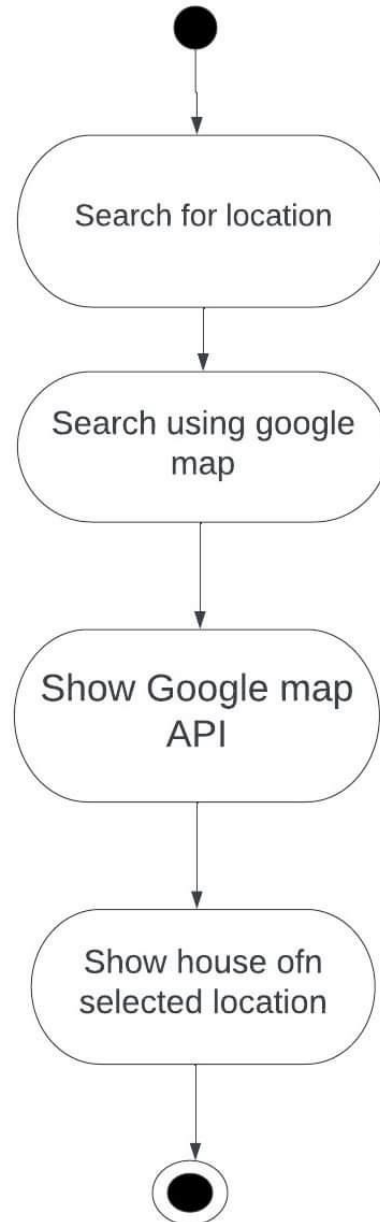 Search for location
Search using google
map
Show Google map
API
Show house ofn
selected location